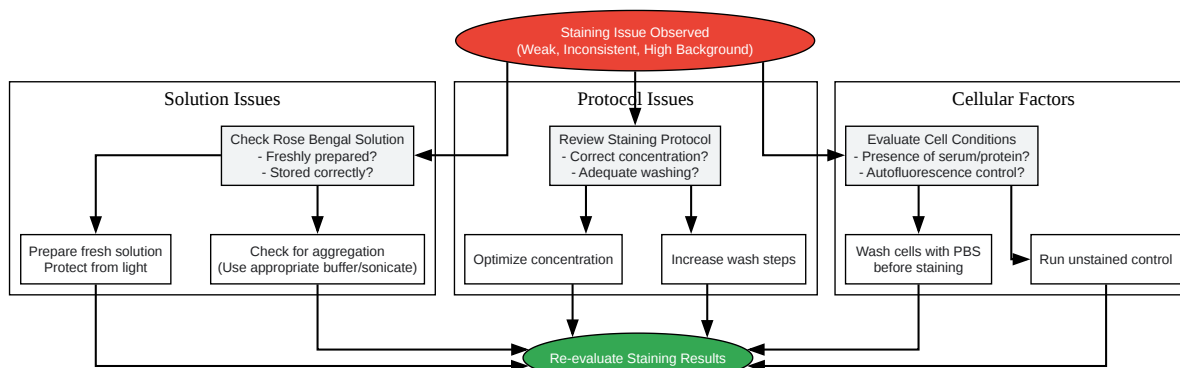 Staining Issue Observed
(Weak, Inconsistent, High Background)
Solution Issues
Check Rose Bengal Solution
- Freshly prepared?
- Stored correctly?
Prepare fresh solution
Protect from light
Check for aggregation
(Use appropriate buffer/sonicate)
Protocol Issues
Review Staining Protocol
- Correct concentration?
- Adequate washing?
Optimize concentration
Increase wash steps
Cellular Factors
Evaluate Cell Conditions
- Presence of serum/protein?
- Autofluorescence control?
Wash cells with PBS
before staining
Run unstained control
Re-evaluate Staining Results